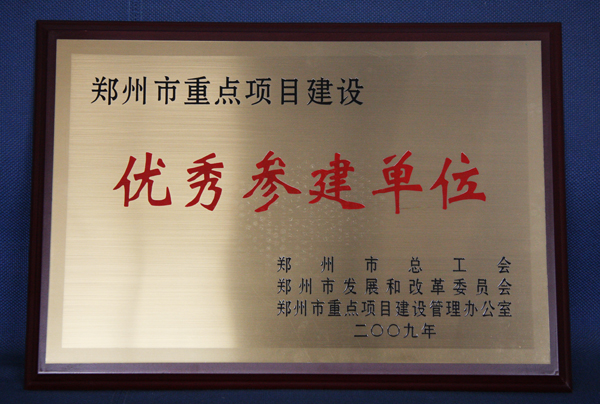 郑州市重点项目建设
优秀参建单位
郑州市总工会
郑州市发展和改革委员会
郑州市重点项目建设管理办公室
二〇〇九年